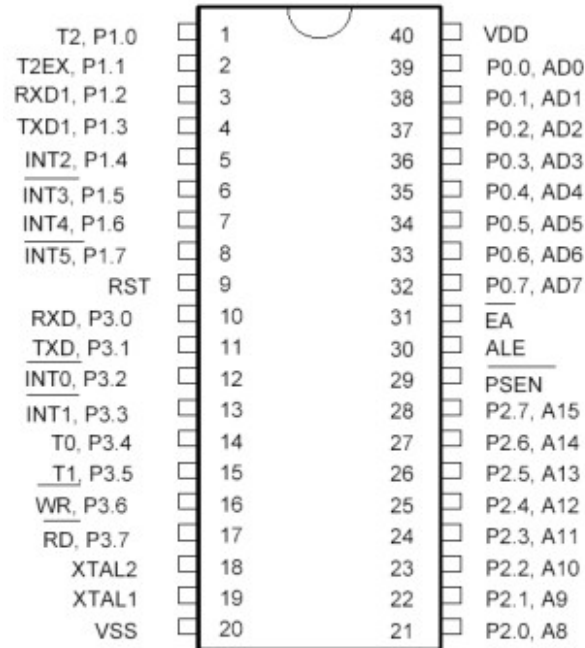 T2, P1.0 1 40 VDD
T2EX, P1.1 2 39 P0.0, AD0
RXD1, P1.2 3 38 P0.1, AD1
TXD1, P1.3 4 37 P0.2, AD2
INT2, P1.4 5 36 P0.3, AD3
INT3, P1.5 6 35 P0.4, AD4
INT4, P1.6 7 34 P0.5, AD5
INT5, P1.7 8 33 P0.6, AD6
RST 9 32 P0.7, AD7
RXD, P3.0 10 31 EA
TXD, P3.1 11 30 ALE
INT0, P3.2 12 29 PSEN
INT1, P3.3 13 28 P2.7, A15
T0, P3.4 14 27 P2.6, A14
T1, P3.5 15 26 P2.5, A13
WR, P3.6 16 25 P2.4, A12
RD, P3.7 17 24 P2.3, A11
XTAL2 18 23 P2.2, A10
XTAL1 19 22 P2.1, A9
VSS 20 21 P2.0, A8